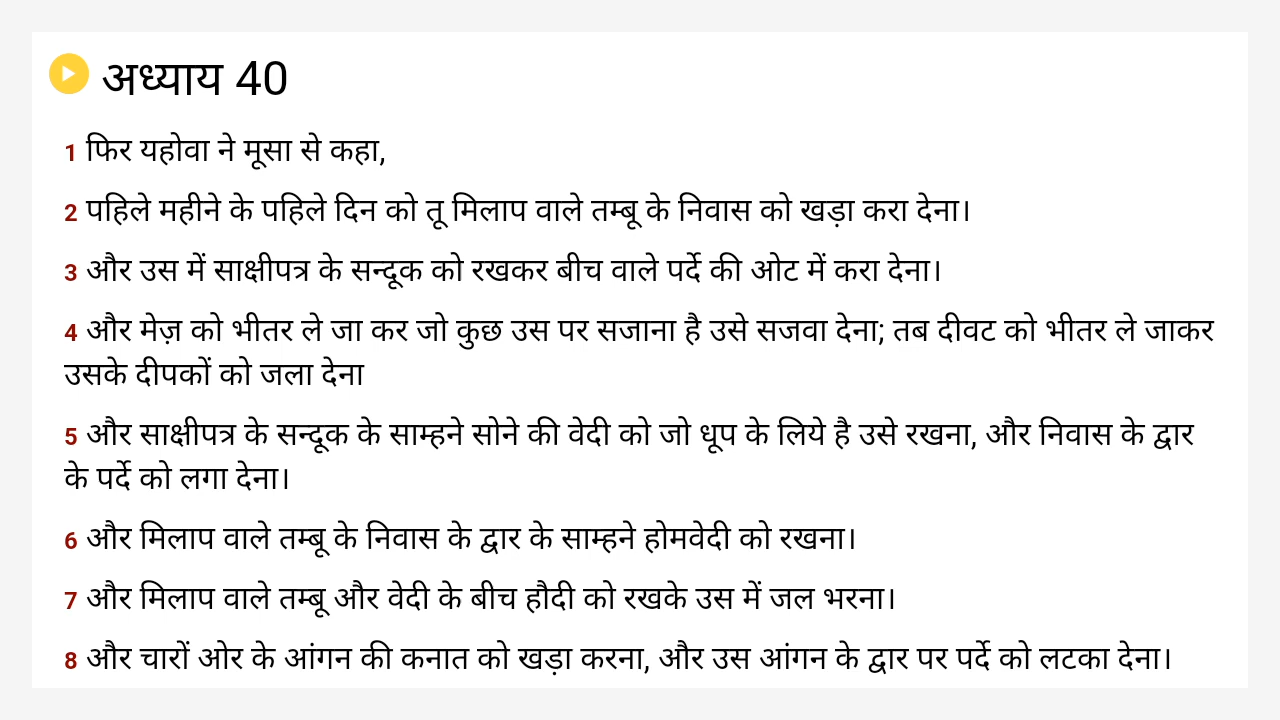 अध्याय 40
1 फिर यहोवा ने मूसा से कहा,
2 पहिले महीने के पहिले दिन को तू मिलाप वाले तम्बू के निवास को खड़ा करा देना।
3 और उस में साक्षीपत्र के सन्दूक को रखकर बीच वाले पर्दे की ओट में करा देना।
4 और मेज़ को भीतर ले जा कर जो कुछ उस पर सजाना है उसे सजवा देना; तब दीवट को भीतर ले जाकर
उसके दीपकों को जला देना
5 और साक्षीपत्र के सन्दूक के साम्हने सोने की वेदी को जो धूप के लिये है उसे रखना, और निवास के द्वार
के पर्दे को लगा देना।
6 और मिलाप वाले तम्बू के निवास के द्वार के साम्हने होमवेदी को रखना।
7 और मिलाप वाले तम्बू और वेदी के बीच हौदी को रखके उस में जल भरना।
8 और चारों ओर के आंगन की कनात को खड़ा करना, और उस आंगन के द्वार पर पर्दे को लटका देना।